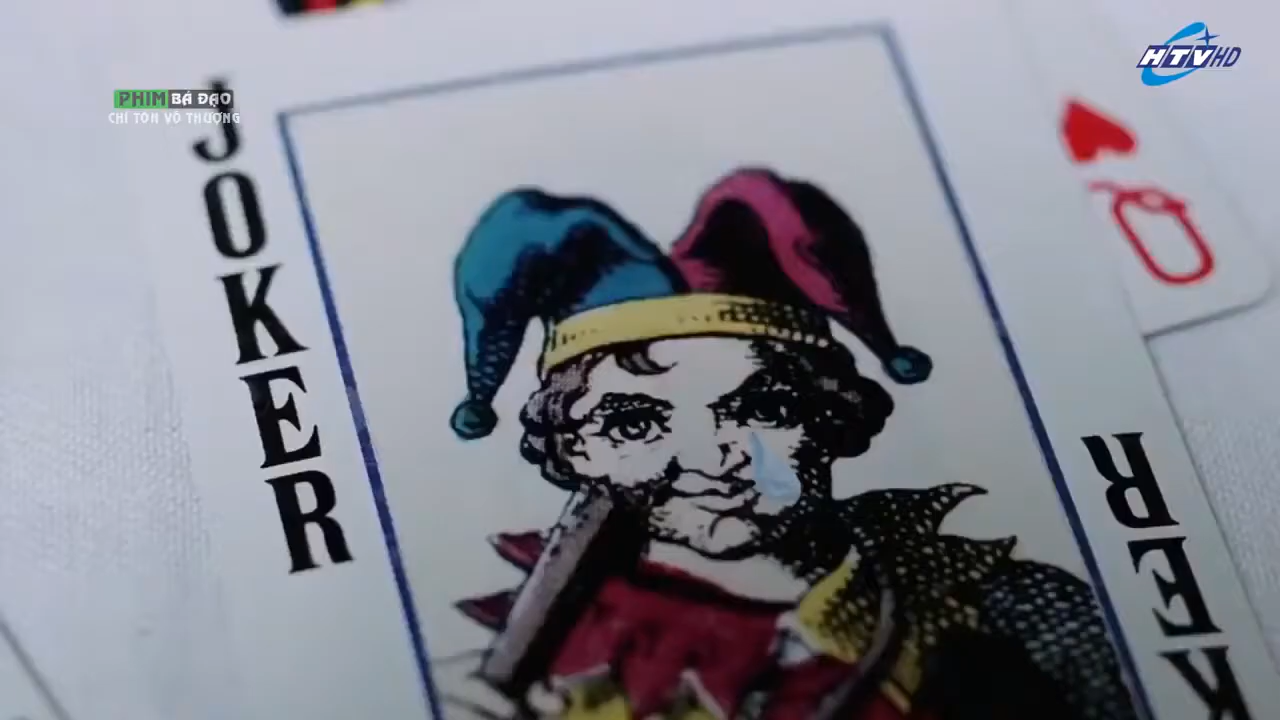 HTV HD
PHIM BÁ ĐẠO
CHÍ TÔN VÔ THƯỢNG
JOKER
Q
KER